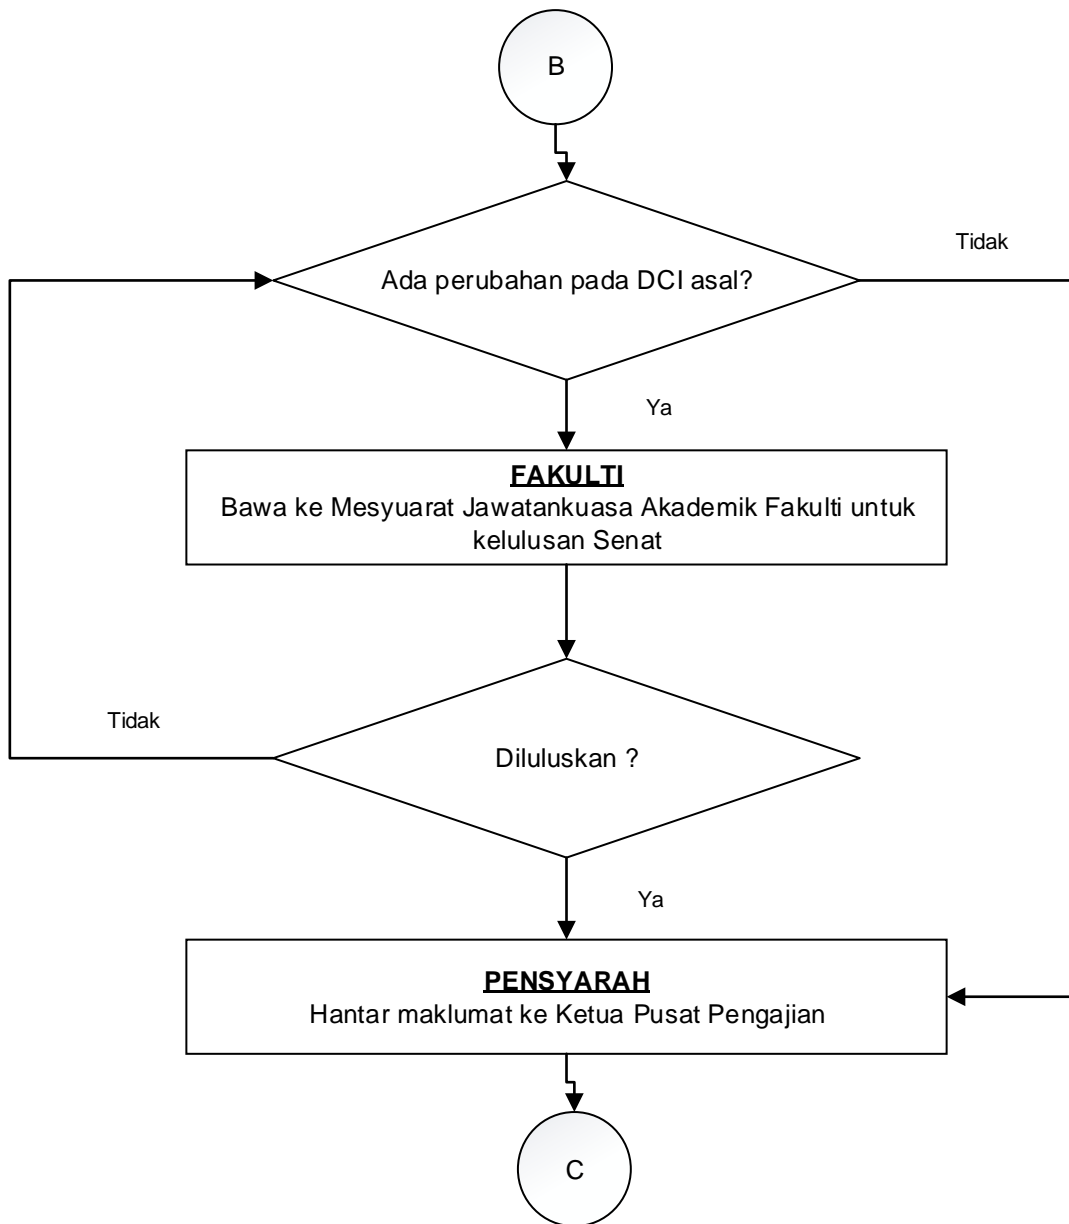 B
Tidak
Ada perubahan pada DCI asal?
Ya
FAKULTI
Bawa ke Mesyuarat Jawatankuasa Akademik Fakulti untuk
kelulusan Senat
Tidak
Diluluskan ?
Ya
PENSYARAH
Hantar maklumat ke Ketua Pusat Pengajian
C